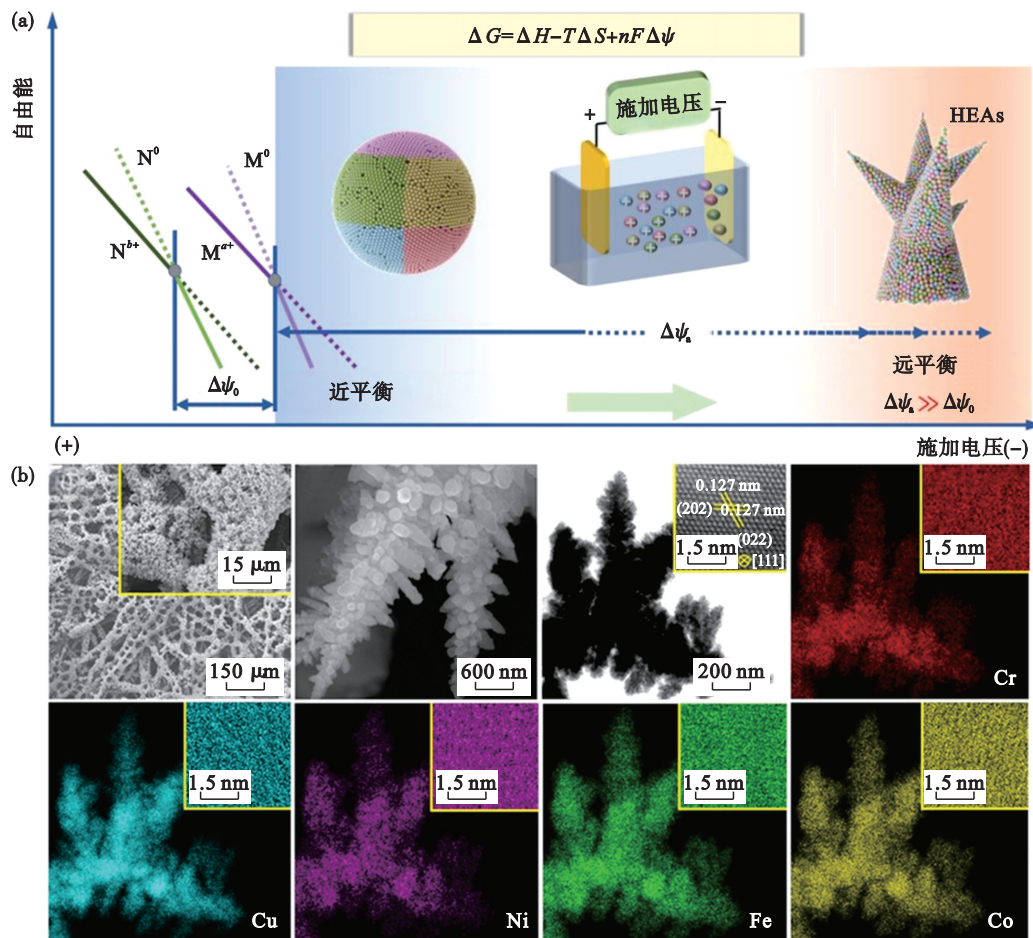 (a)
ΔG=ΔH−TΔS+nFΔψ
自由能
+
施加电压
−
HEAs
N⁰
M⁰
Nᵇ⁺
Mᵃ⁺
Δψₐ
Δψ₀
近平衡
远平衡
Δψₐ≫Δψ₀
(+)
施加电压(−)
(b)
15 μm
150 μm
600 nm
0.127 nm
(202)
0.127 nm
(022)
1.5 nm
[111]
200 nm
1.5 nm
Cr
1.5 nm
Cu
1.5 nm
Ni
1.5 nm
Fe
1.5 nm
Co